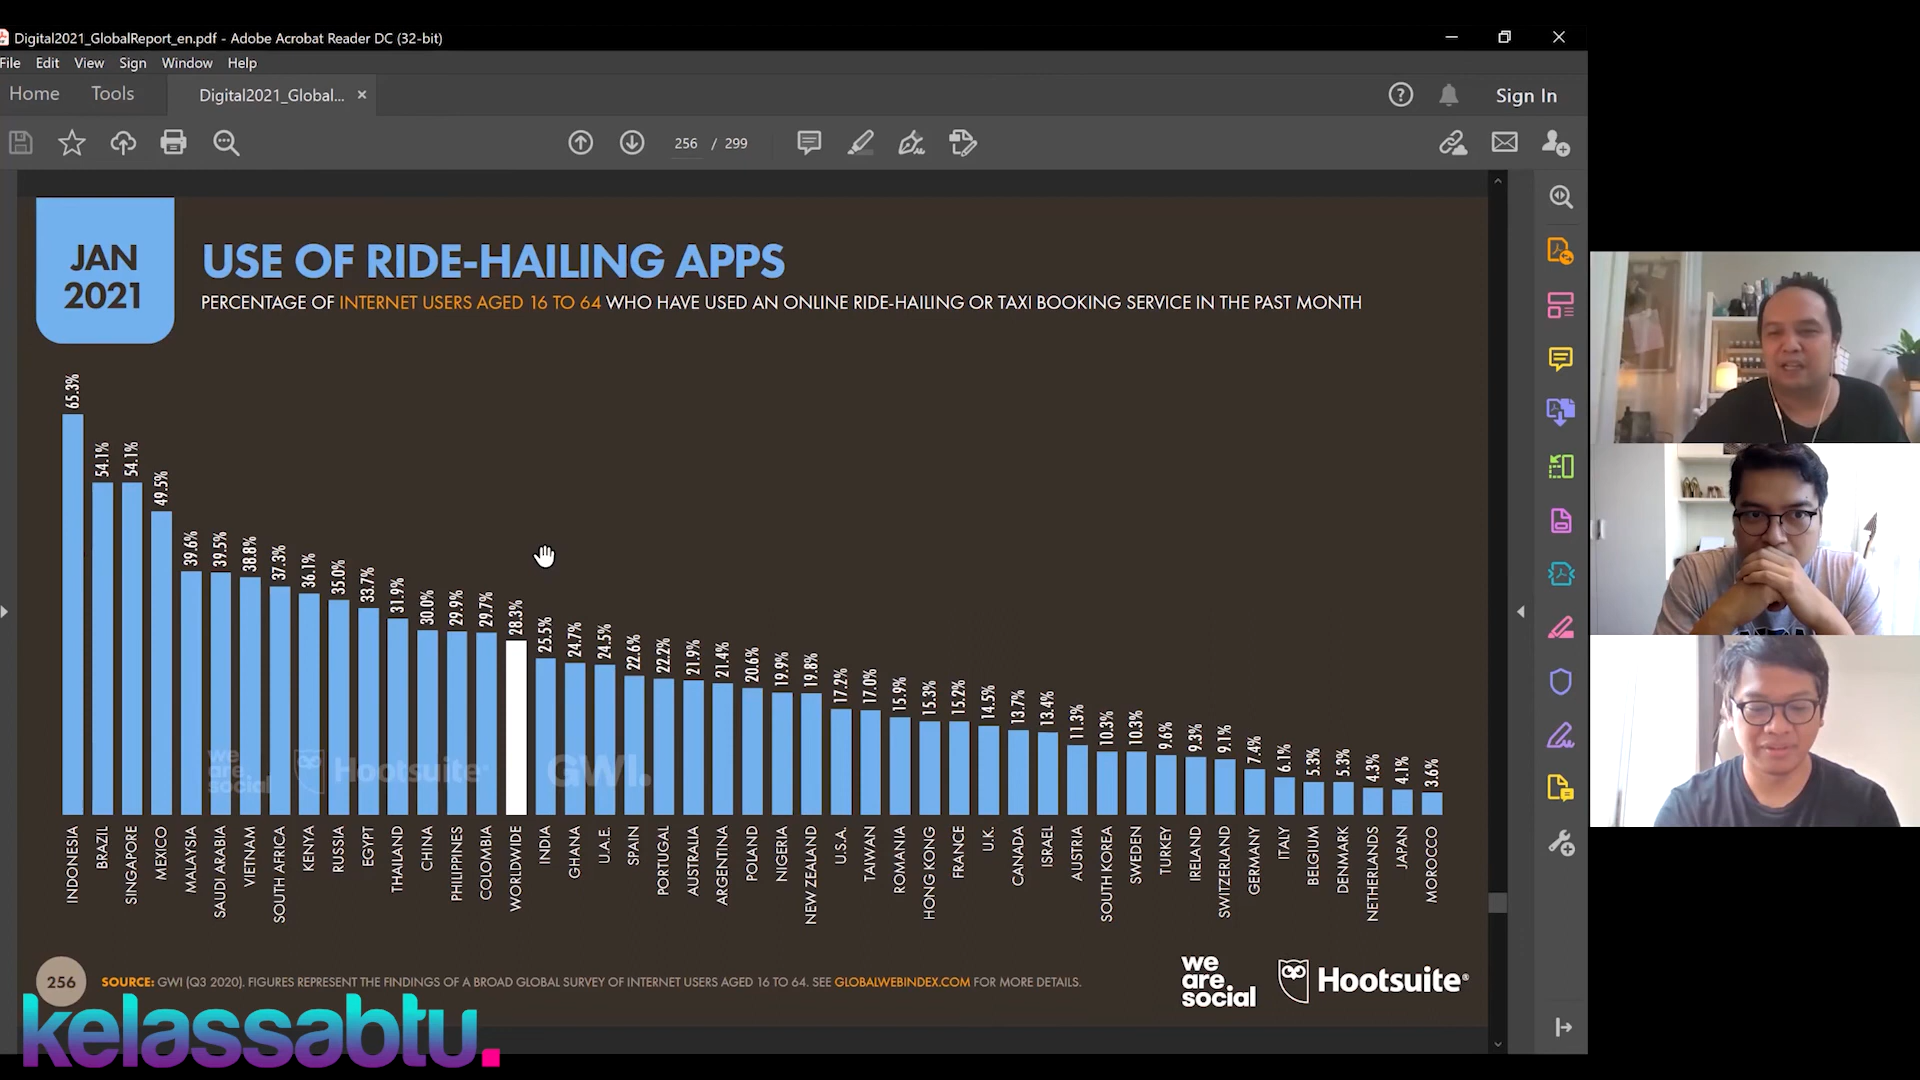 Digital2021_GlobalReport_en.pdf - Adobe Acrobat Reader DC (32-bit)
File Edit View Sign Window Help
Home Tools Digital2021_Global... × Sign In
256 / 299
JAN
2021
USE OF RIDE-HAILING APPS
PERCENTAGE OF INTERNET USERS AGED 16 TO 64 WHO HAVE USED AN ONLINE RIDE-HAILING OR TAXI BOOKING SERVICE IN THE PAST MONTH
65.3% 54.1% 54.1% 49.5% 39.6% 39.5% 38.8% 37.3% 36.1% 35.0% 33.7% 31.9% 30.0% 29.9% 29.7% 28.3% 25.5% 24.7% 24.5% 22.6% 22.2% 21.9% 21.4% 20.6% 19.9% 19.8% 17.2% 17.0% 15.9% 15.3% 15.2% 14.5% 13.7% 13.4% 11.3% 10.3% 10.3% 9.6% 9.3% 9.1% 7.4% 6.1% 5.3% 5.3% 4.3% 4.1% 3.6%
we
are
social
Hootsuite®
GWI.
INDONESIA BRAZIL SINGAPORE MEXICO MALAYSIA SAUDI ARABIA VIETNAM SOUTH AFRICA KENYA RUSSIA EGYPT THAILAND CHINA PHILIPPINES COLOMBIA WORLDWIDE INDIA GHANA U.A.E. SPAIN PORTUGAL AUSTRALIA ARGENTINA POLAND NIGERIA NEW ZEALAND U.S.A. TAIWAN ROMANIA HONG KONG FRANCE U.K. CANADA ISRAEL AUSTRIA SOUTH KOREA SWEDEN TURKEY IRELAND SWITZERLAND GERMANY ITALY BELGIUM DENMARK NETHERLANDS JAPAN MOROCCO
256
SOURCE: GWI (Q3 2020). FIGURES REPRESENT THE FINDINGS OF A BROAD GLOBAL SURVEY OF INTERNET USERS AGED 16 TO 64. SEE GLOBALWEBINDEX.COM FOR MORE DETAILS.
we
are
social
Hootsuite®
kelassabtu.